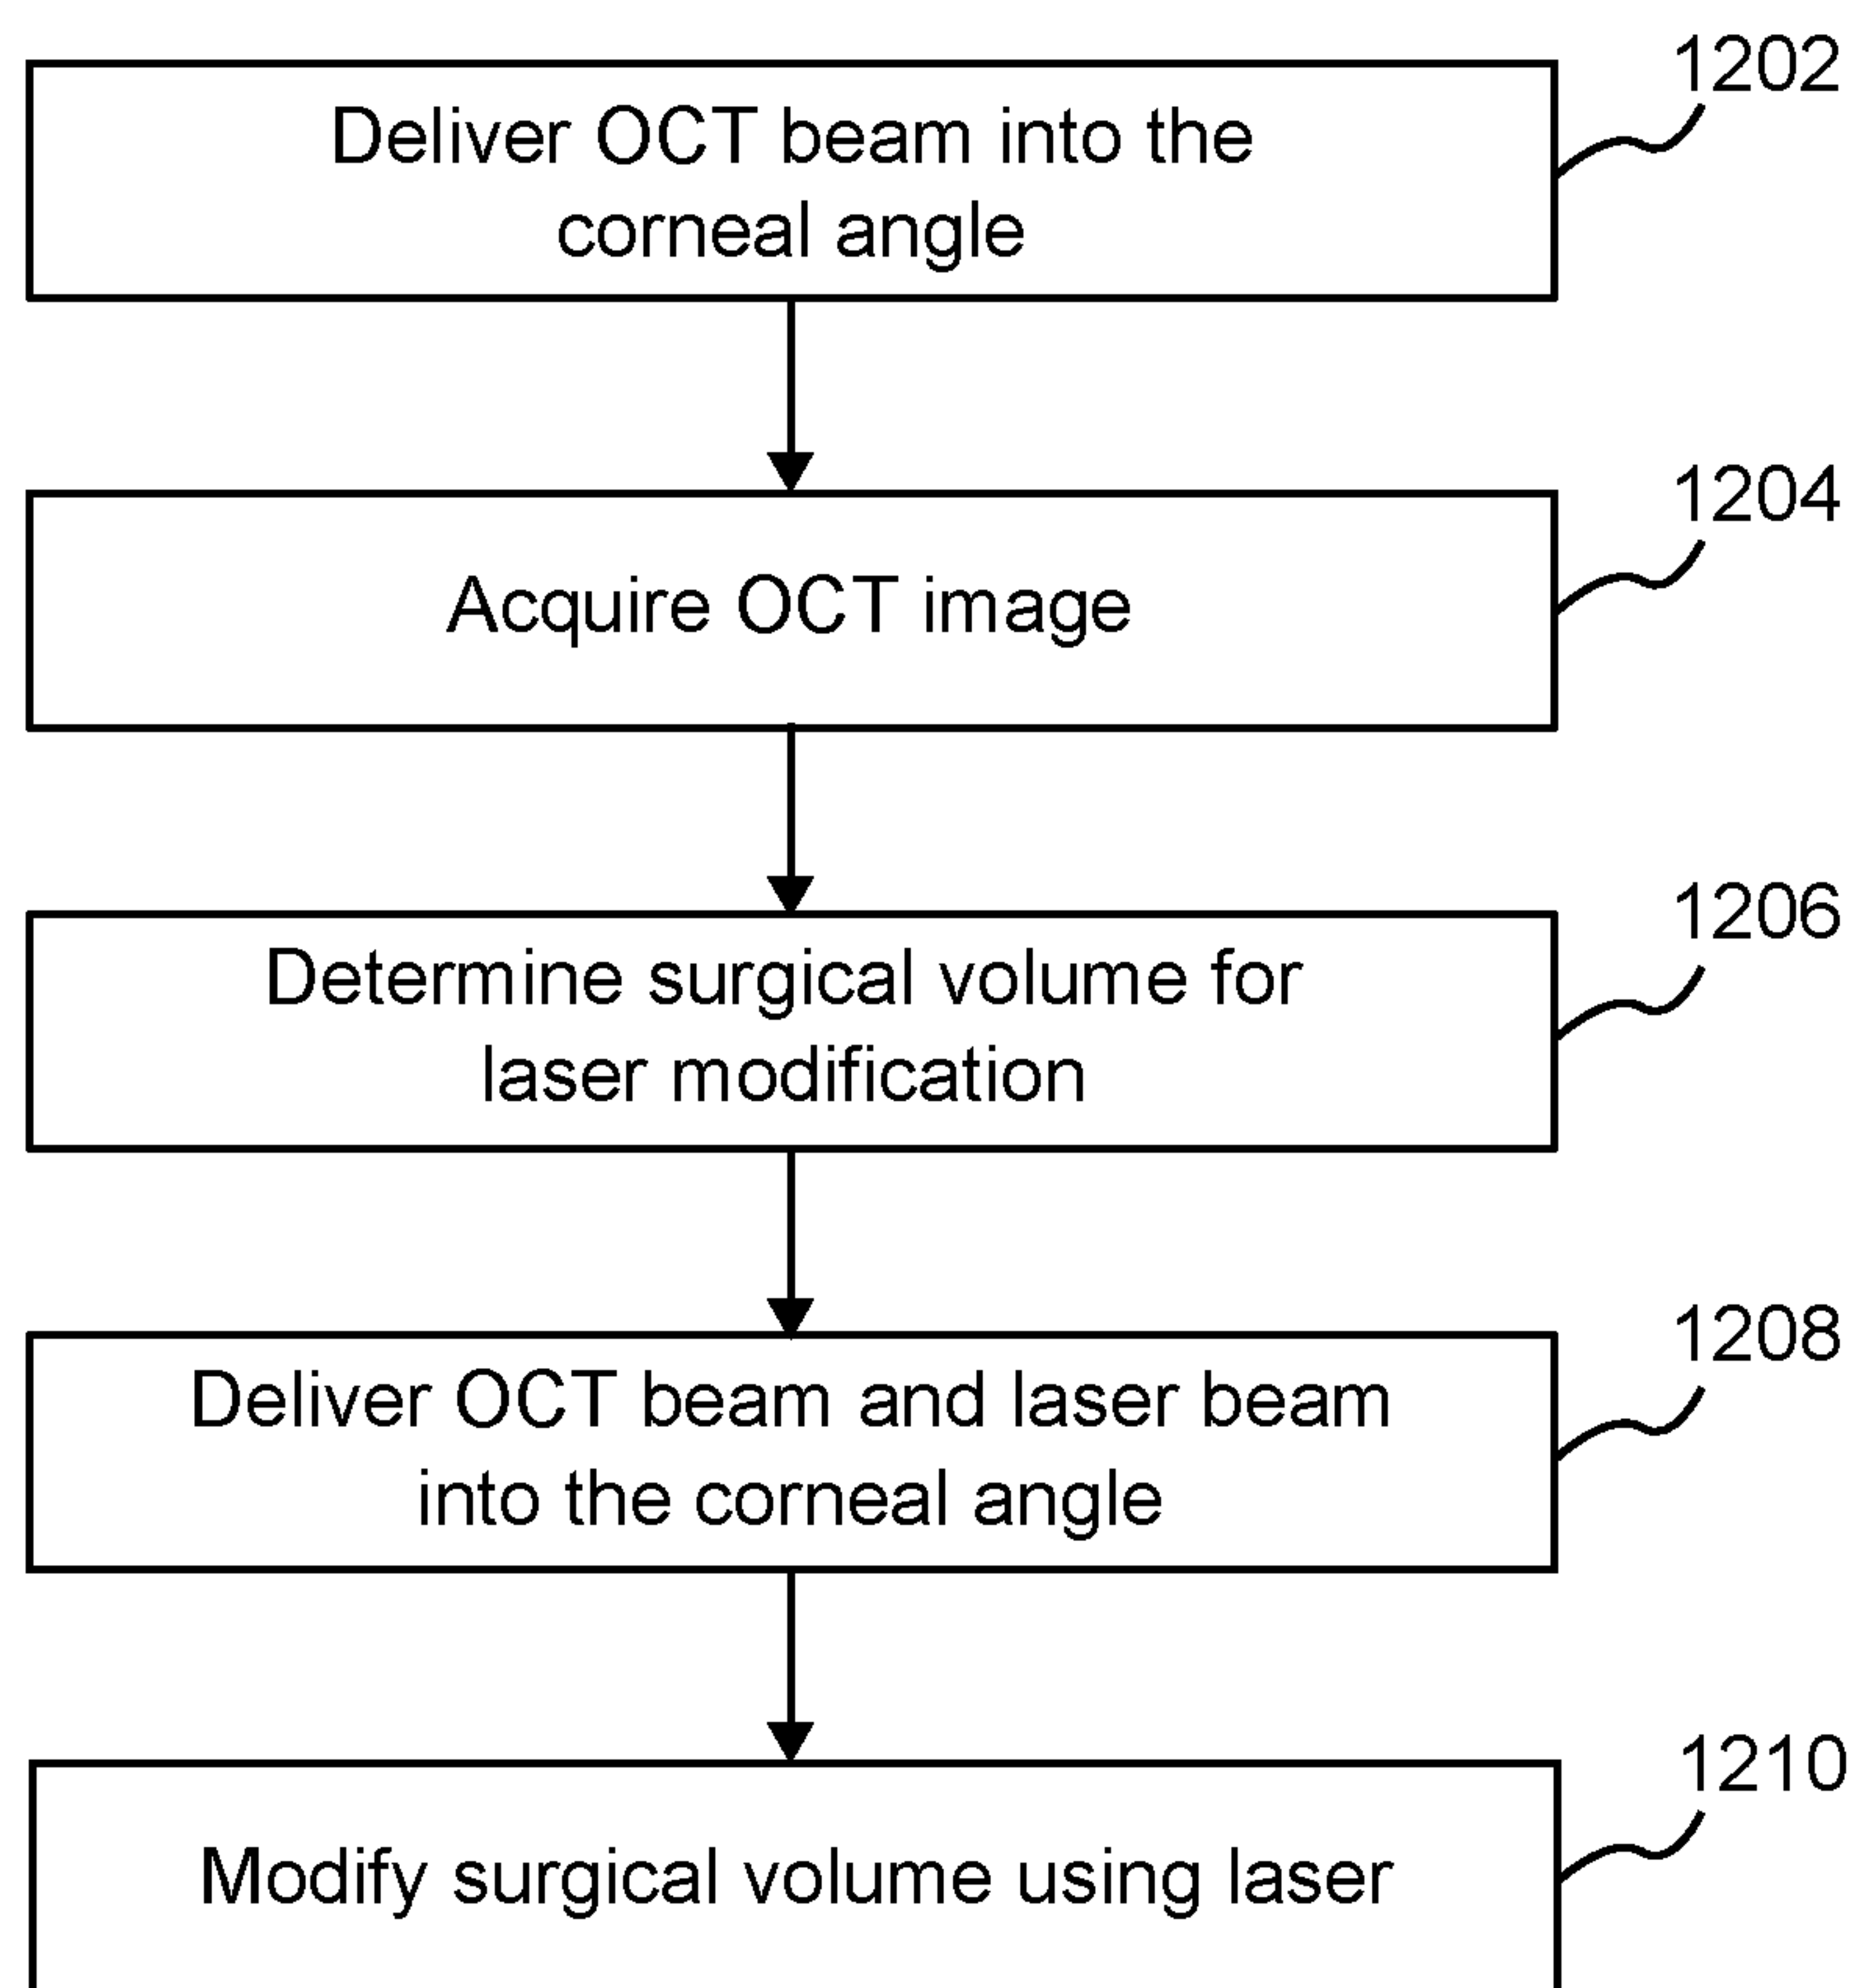 1202
Deliver OCT beam into the
corneal angle
1204
Acquire OCT image
1206
Determine surgical volume for
laser modification
1208
Deliver OCT beam and laser beam
into the corneal angle
1210
Modify surgical volume using laser